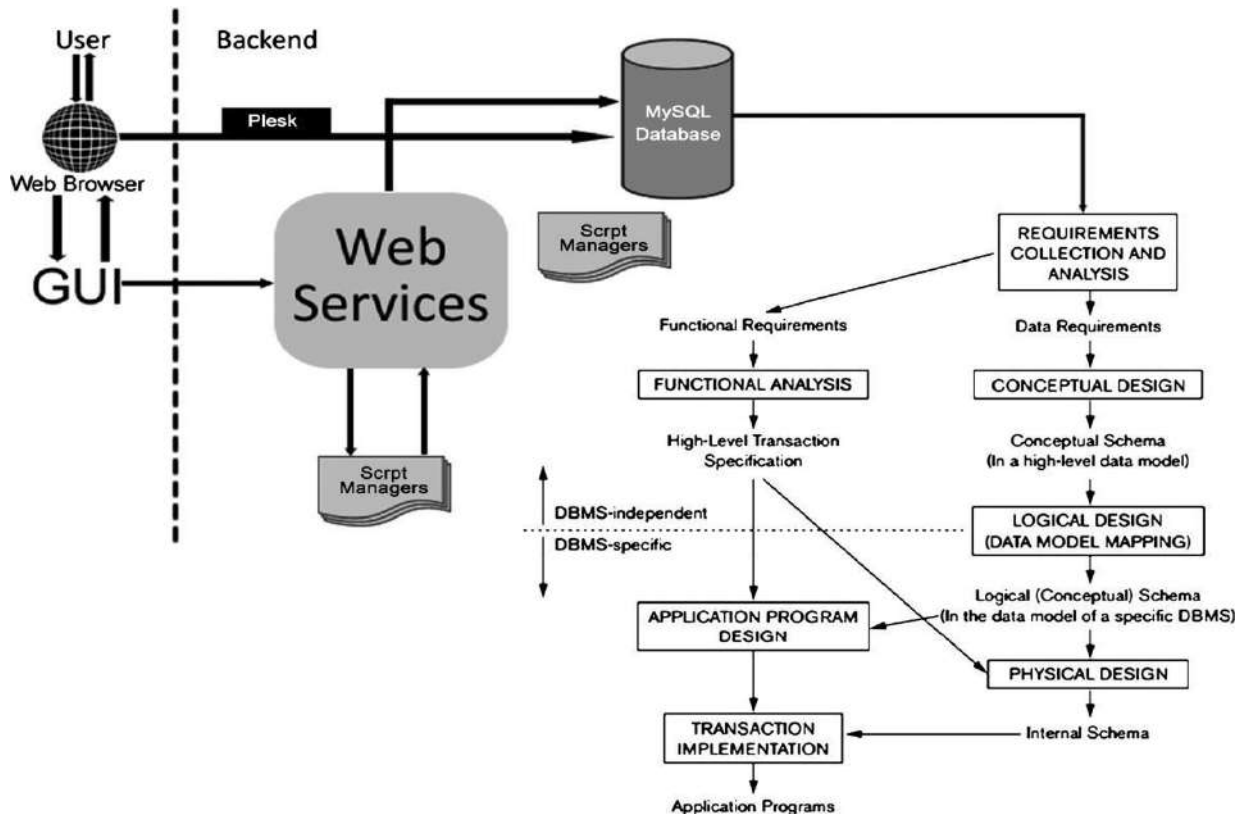 User
Backend
Plesk
MySQL
Database
Web Browser
GUI
Web
Services
Scrpt
Managers
Scrpt
Managers
REQUIREMENTS
COLLECTION AND
ANALYSIS
Functional Requirements
Data Requirements
FUNCTIONAL ANALYSIS
CONCEPTUAL DESIGN
High-Level Transaction
Specification
Conceptual Schema
(In a high-level data model)
DBMS-independent
DBMS-specific
LOGICAL DESIGN
(DATA MODEL MAPPING)
Logical (Conceptual) Schema
(In the data model of a specific DBMS)
APPLICATION PROGRAM
DESIGN
PHYSICAL DESIGN
TRANSACTION
IMPLEMENTATION
Internal Schema
Application Programs